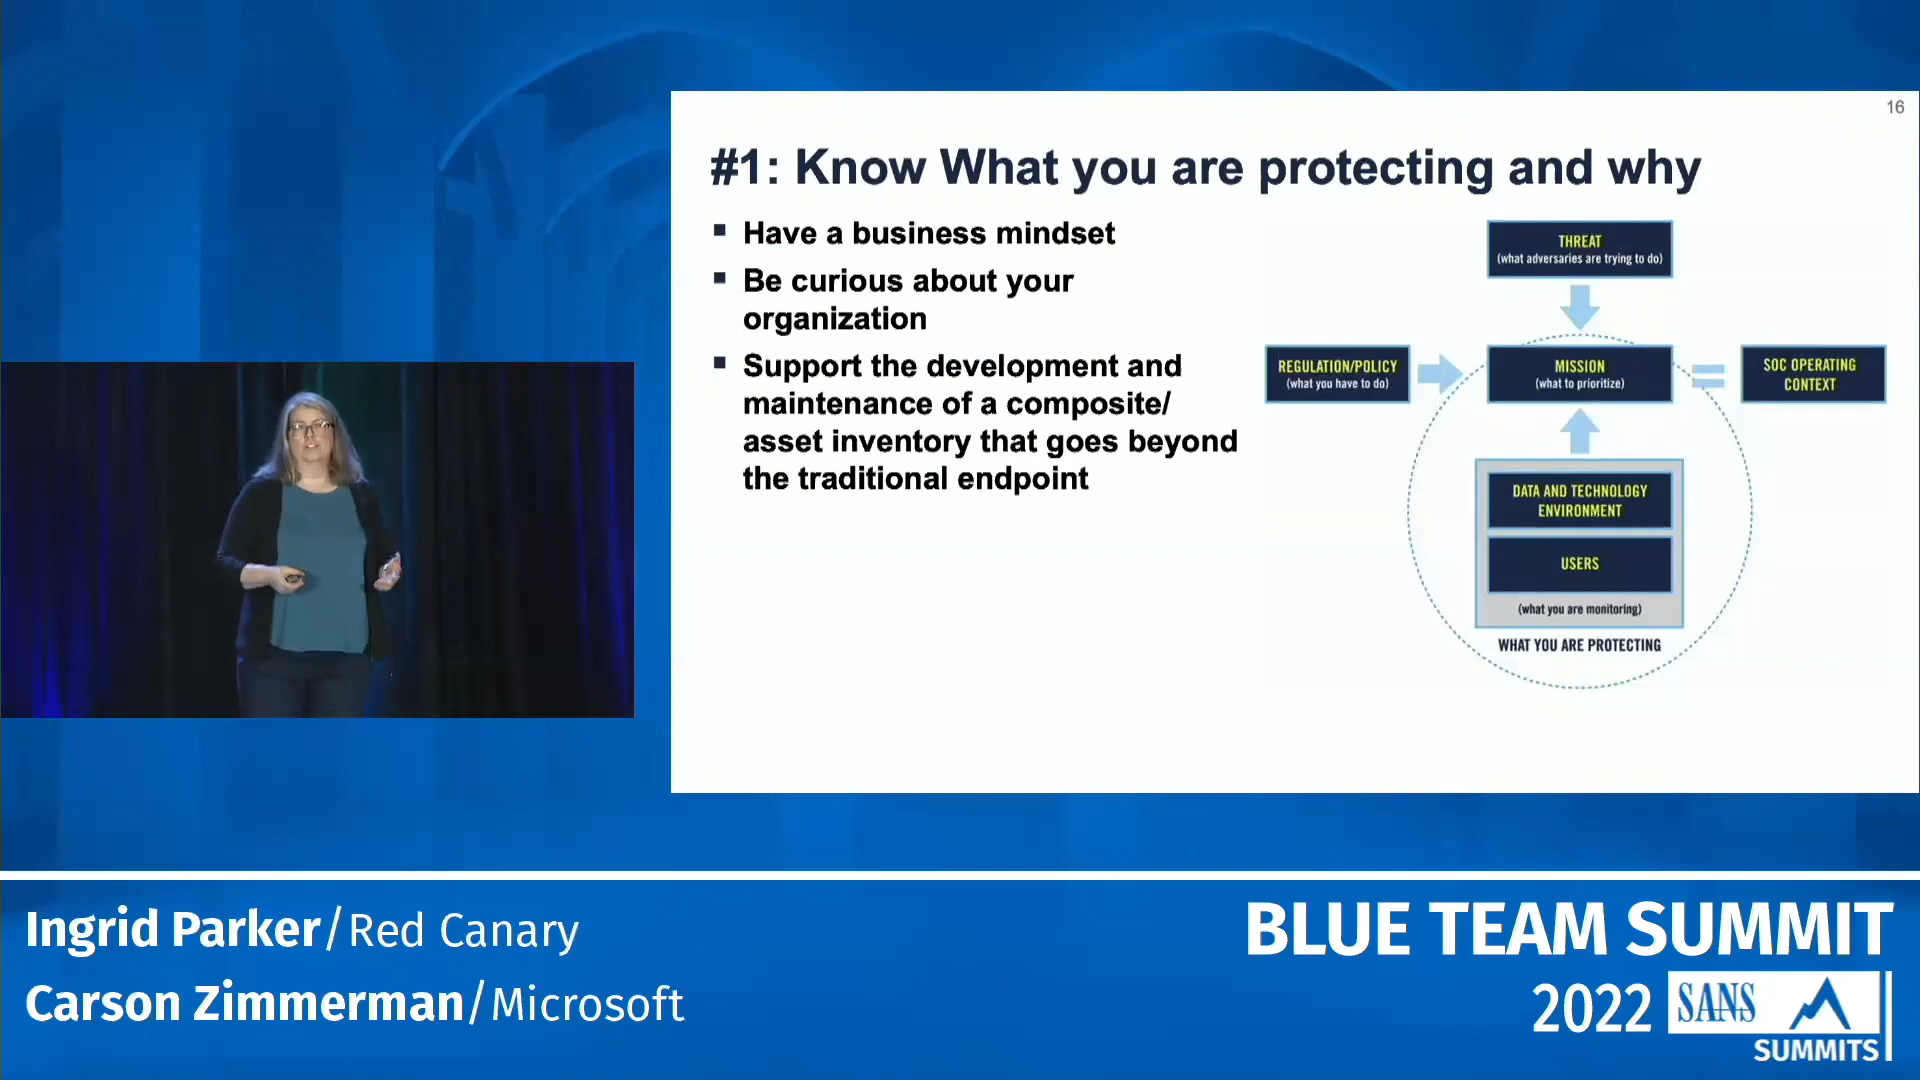 16
#1: Know What you are protecting and why
▪ Have a business mindset
▪ Be curious about your
organization
▪ Support the development and
maintenance of a composite/
asset inventory that goes beyond
the traditional endpoint
THREAT
(what adversaries are trying to do)
REGULATION/POLICY
(what you have to do)
MISSION
(what to prioritize)
=
SOC OPERATING
CONTEXT
DATA AND TECHNOLOGY
ENVIRONMENT
USERS
(what you are monitoring)
WHAT YOU ARE PROTECTING
Ingrid Parker/Red Canary
Carson Zimmerman/Microsoft
BLUE TEAM SUMMIT
2022 SANS
SUMMITS